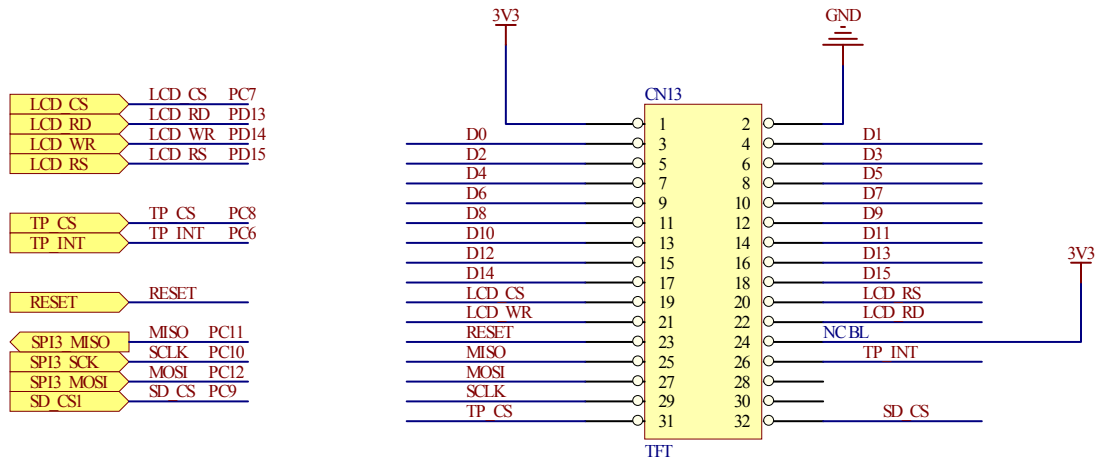 3V3 GND
CN13
LCD_CS LCD_CS PC7
LCD_RD LCD_RD PD13
LCD_WR LCD_WR PD14
LCD_RS LCD_RS PD15
TP_CS TP_CS PC8
TP_INT TP_INT PC6
RESET RESET
SPI3_MISO MISO PC11
SPI3_SCK SCLK PC10
SPI3_MOSI MOSI PC12
SD_CS1 SD_CS PC9
1 2
D0 3 4 D1
D2 5 6 D3
D4 7 8 D5
D6 9 10 D7
D8 11 12 D9
D10 13 14 D11
D12 15 16 D13
3V3
D14 17 18 D15
LCD_CS 19 20 LCD_RS
LCD_WR 21 22 LCD_RD
RESET 23 24 NCBL
MISO 25 26 TP_INT
MOSI 27 28
SCLK 29 30
TP_CS 31 32 SD_CS
TFT